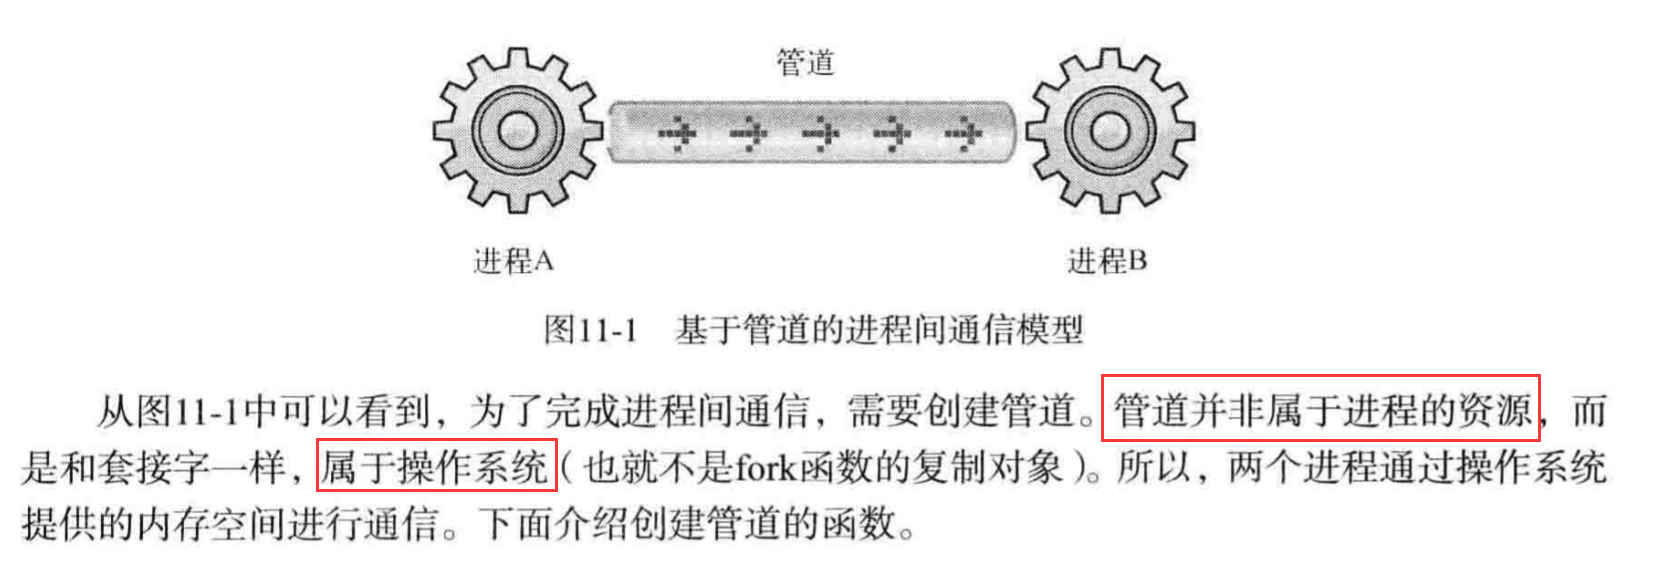 管道
进程A
进程B
图11-1 基于管道的进程间通信模型
从图11-1中可以看到，为了完成进程间通信，需要创建管道。管道并非属于进程的资源，而
是和套接字一样，属于操作系统（也就不是fork函数的复制对象）。所以，两个进程通过操作系统
提供的内存空间进行通信。下面介绍创建管道的函数。